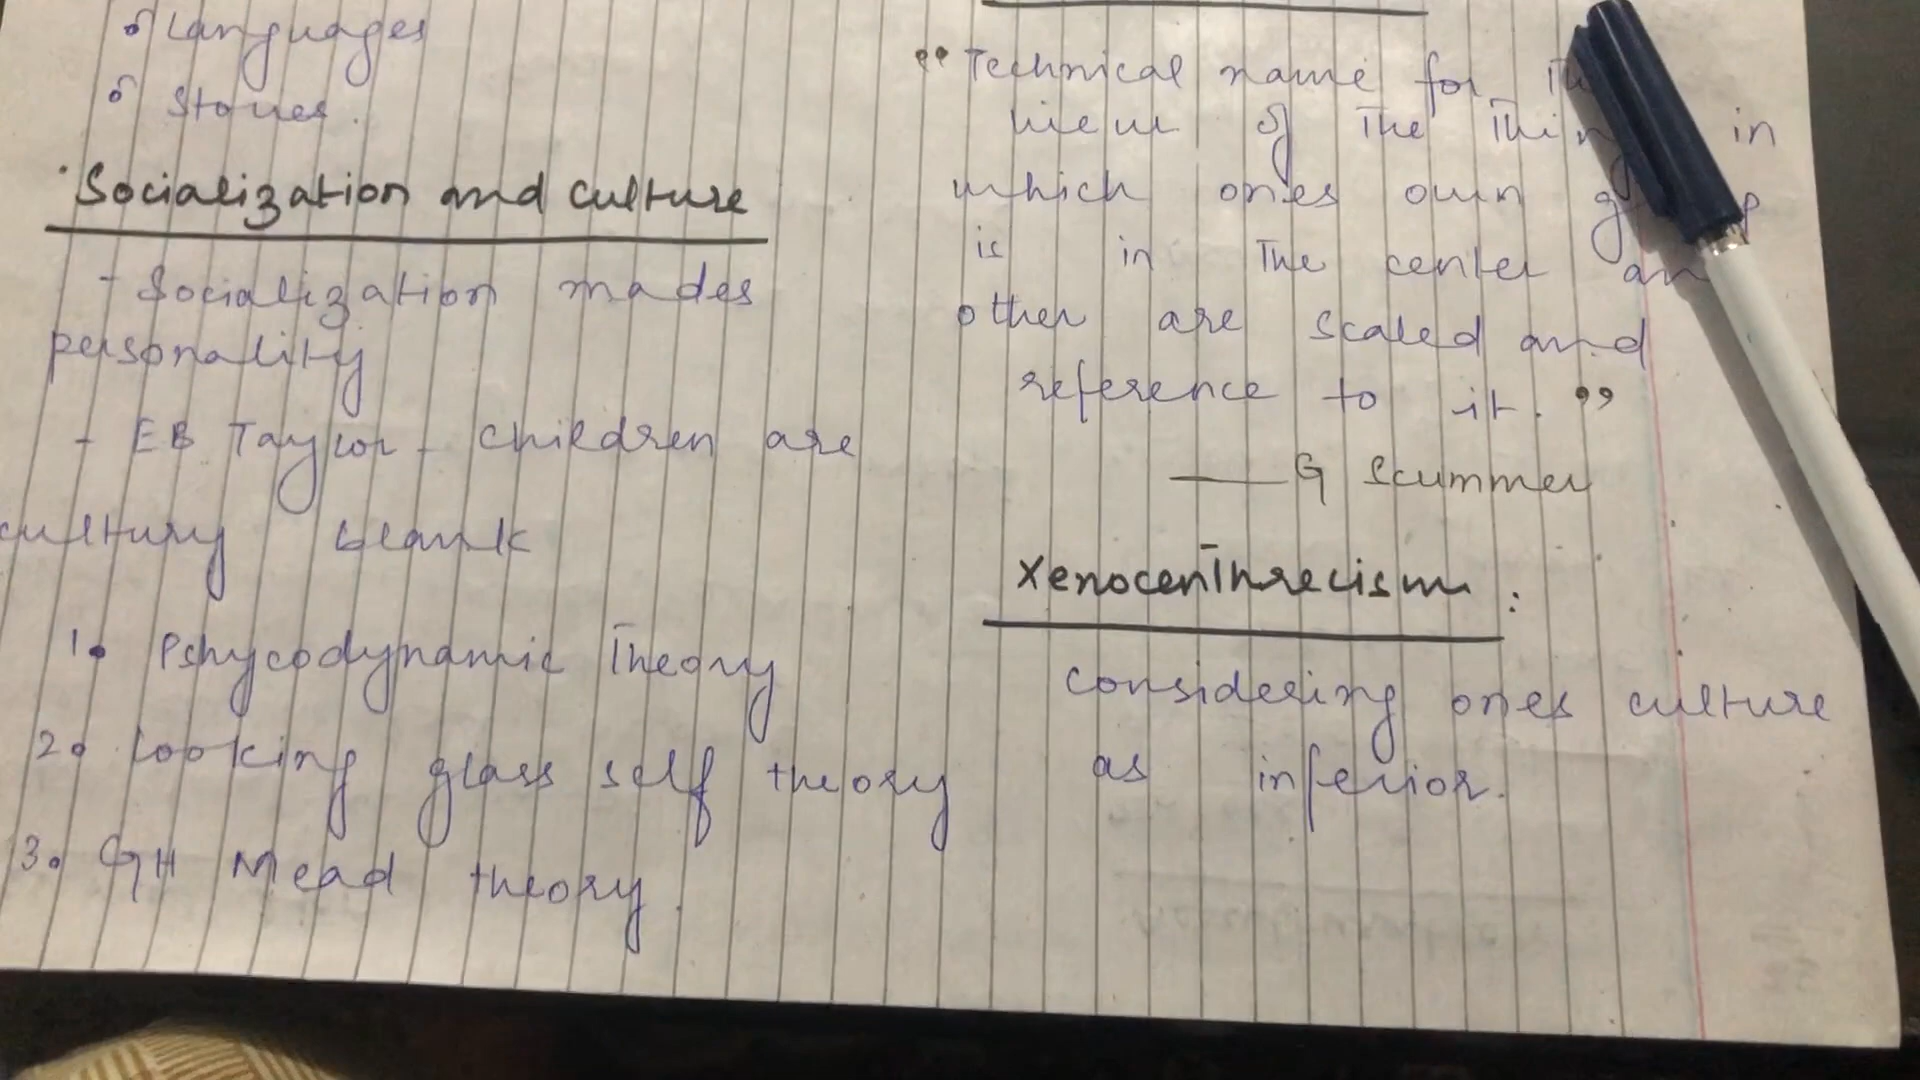 Languages
Stories.
Socialization and culture
- Socialization mades
personality
- EB Taylor - children are
cultury blank
1. Pshycodynamic Theory
2. Looking glass self theory
3. GH Mead theory.
"Technical name for
view of The in
which ones own
is in The center
other are scaled and
reference to it."
— G Scummer
Xenocenthrecism :
considering ones culture
as inferior.